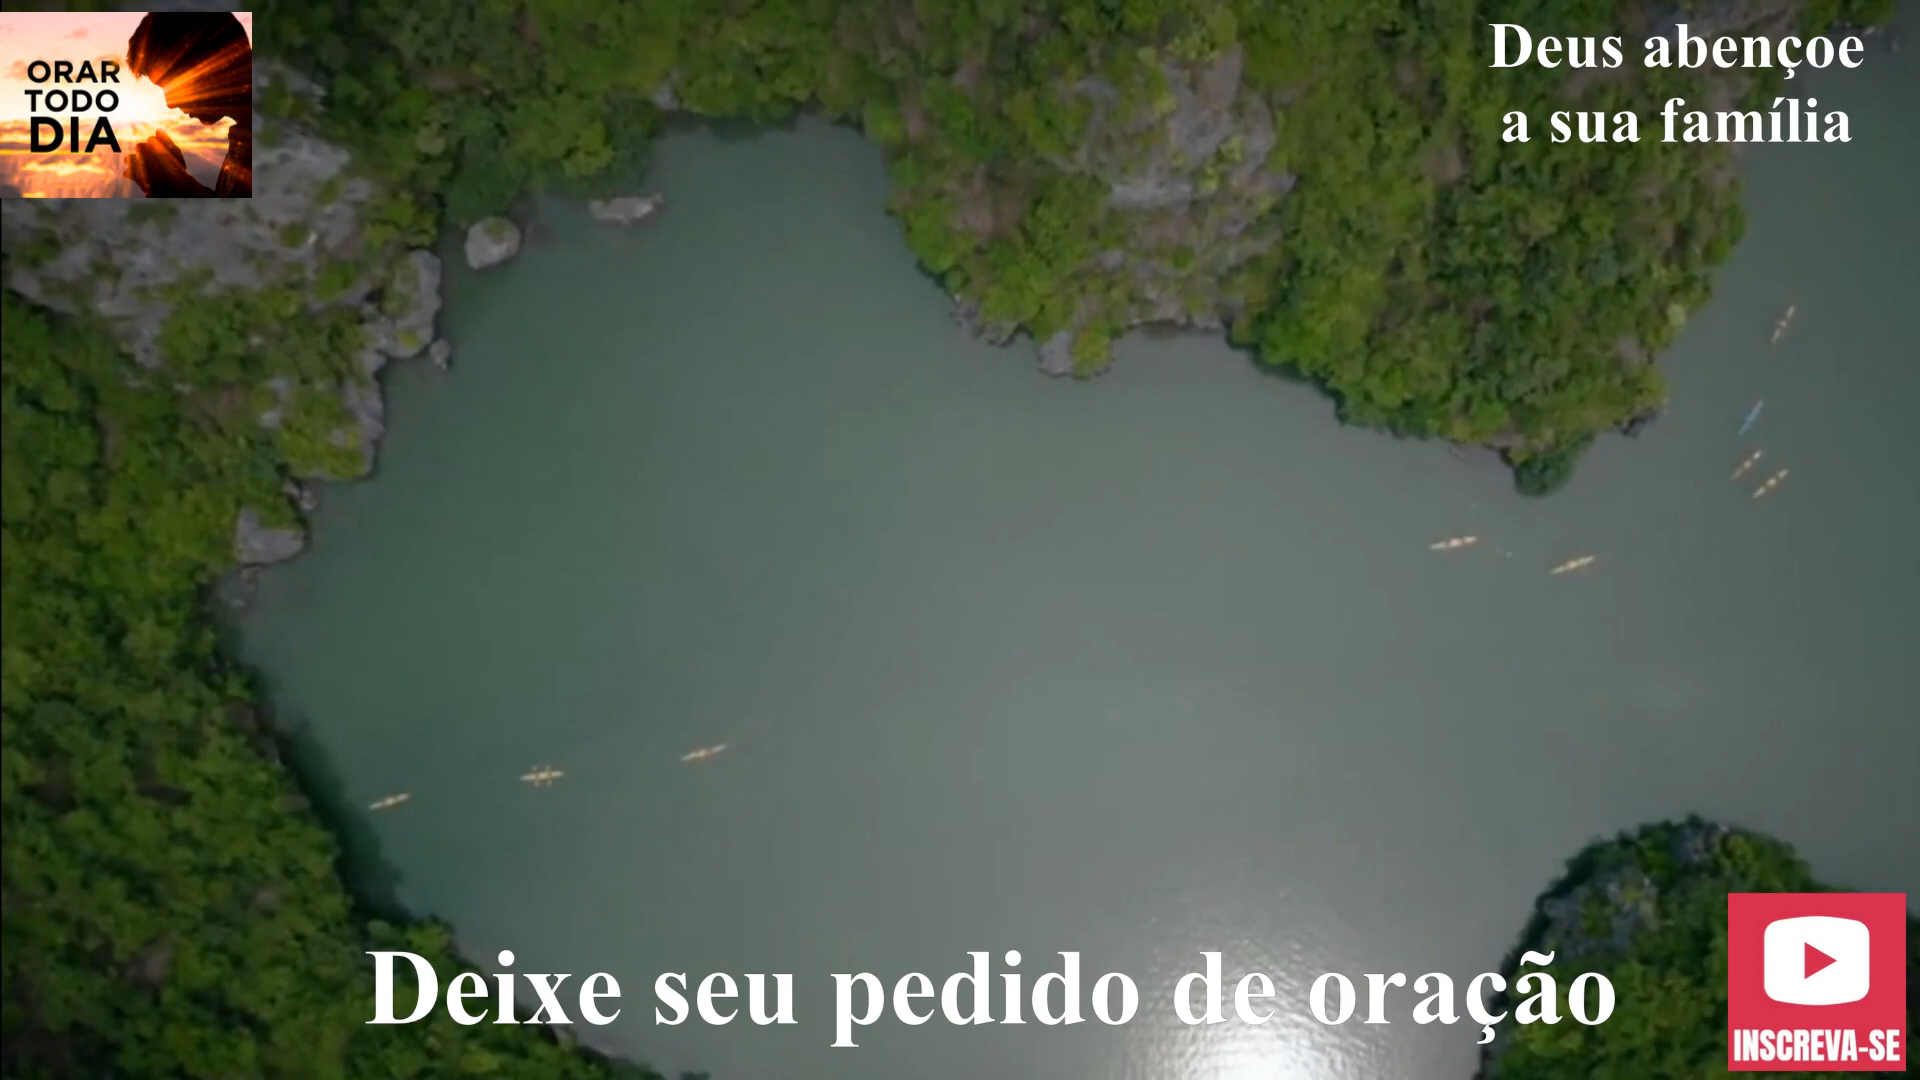 ORAR
TODO
DIA
Deus abençoe
a sua família
Deixe seu pedido de oração
INSCREVA-SE